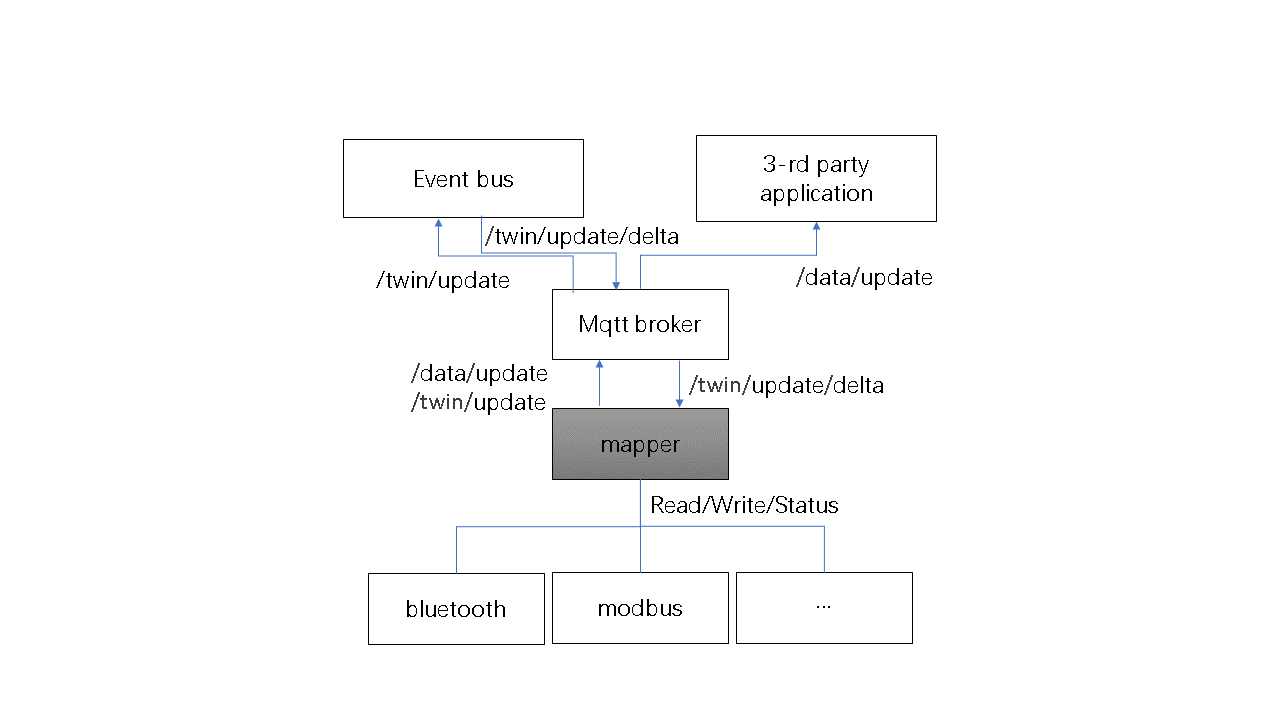 Event bus
3-rd party
application
/twin/update/delta
/twin/update
/data/update
Mqtt broker
/data/update
/twin/update
/twin/update/delta
mapper
Read/Write/Status
bluetooth
modbus
...